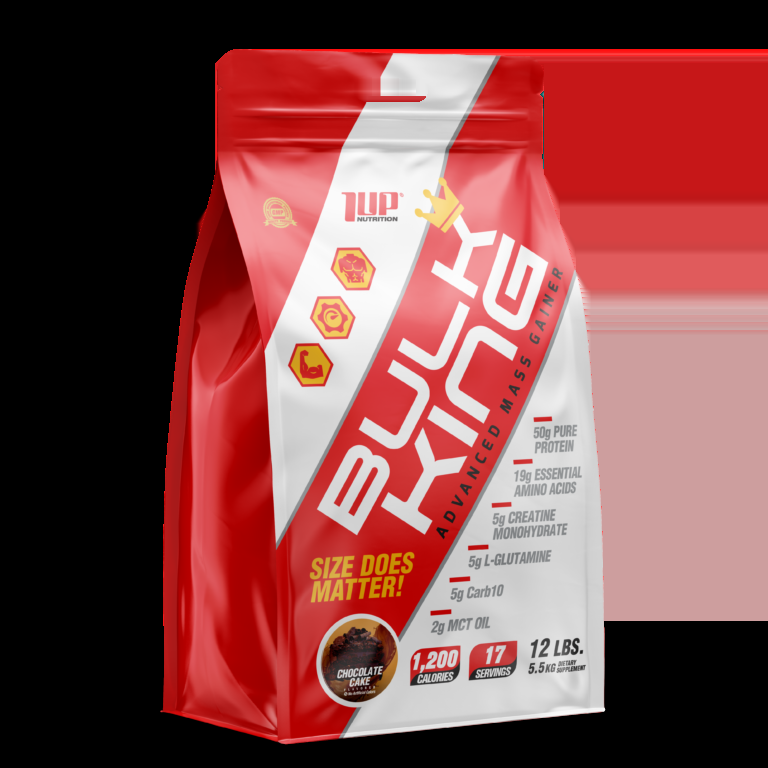 1UP
NUTRITION
BULK
KING
ADVANCED MASS GAINER
50g PURE
PROTEIN
19g ESSENTIAL
AMINO ACIDS
5g CREATINE
MONOHYDRATE
5g L-GLUTAMINE
5g Carb10
2g MCT OIL
SIZE DOES
MATTER!
CHOCOLATE
CAKE
1,200
CALORIES
17
SERVINGS
12 LBS.
5.5KG DIETARY
SUPPLEMENT